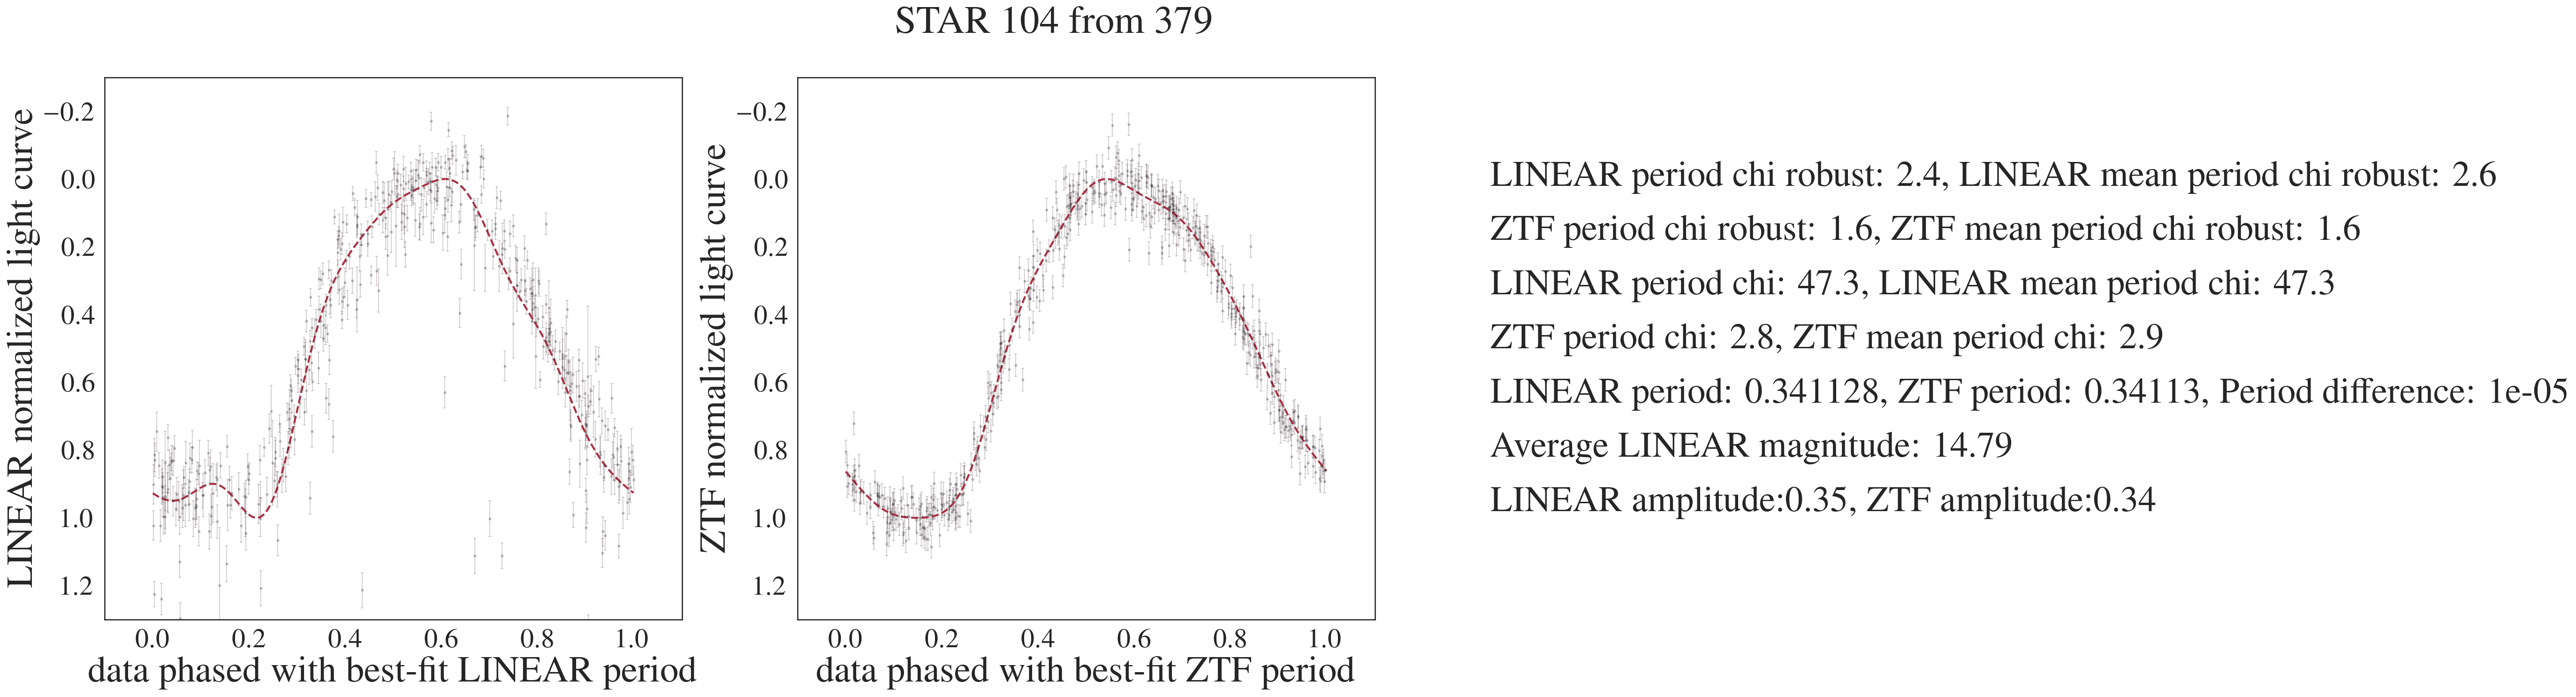 STAR 104 from 379
LINEAR normalized light curve
−0.2
0.0
0.2
0.4
0.6
0.8
1.0
1.2
0.0 0.2 0.4 0.6 0.8 1.0
data phased with best-fit LINEAR period
ZTF normalized light curve
−0.2
0.0
0.2
0.4
0.6
0.8
1.0
1.2
0.0 0.2 0.4 0.6 0.8 1.0
data phased with best-fit ZTF period
LINEAR period chi robust: 2.4, LINEAR mean period chi robust: 2.6
ZTF period chi robust: 1.6, ZTF mean period chi robust: 1.6
LINEAR period chi: 47.3, LINEAR mean period chi: 47.3
ZTF period chi: 2.8, ZTF mean period chi: 2.9
LINEAR period: 0.341128, ZTF period: 0.34113, Period difference: 1e-05
Average LINEAR magnitude: 14.79
LINEAR amplitude:0.35, ZTF amplitude:0.34